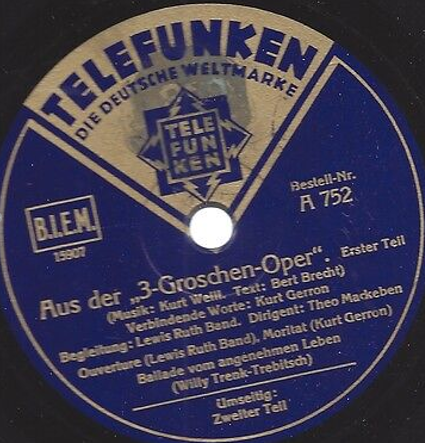 TELEFUNKEN
DIE DEUTSCHE WELTMARKE
TELE
FUN
KEN
B.I.E.M.
15907
Bestell-Nr.
A 752
Aus der „3-Groschen-Oper“. Erster Teil
(Musik: Kurt Weill. Text: Bert Brecht)
Verbindende Worte: Kurt Gerron
Begleitung: Lewis Ruth Band. Dirigent: Theo Mackeben
Ouverture (Lewis Ruth Band), Moritat (Kurt Gerron)
Ballade vom angenehmen Leben
(Willy Trenk-Trebitsch)
Umseitig:
Zweiter Teil